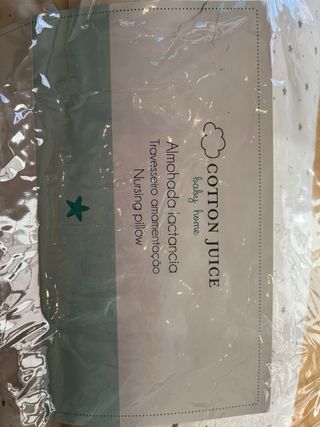 COTTON JUICE
baby home
Almohada lactancia
Travesseiro amamentação
Nursing pillow